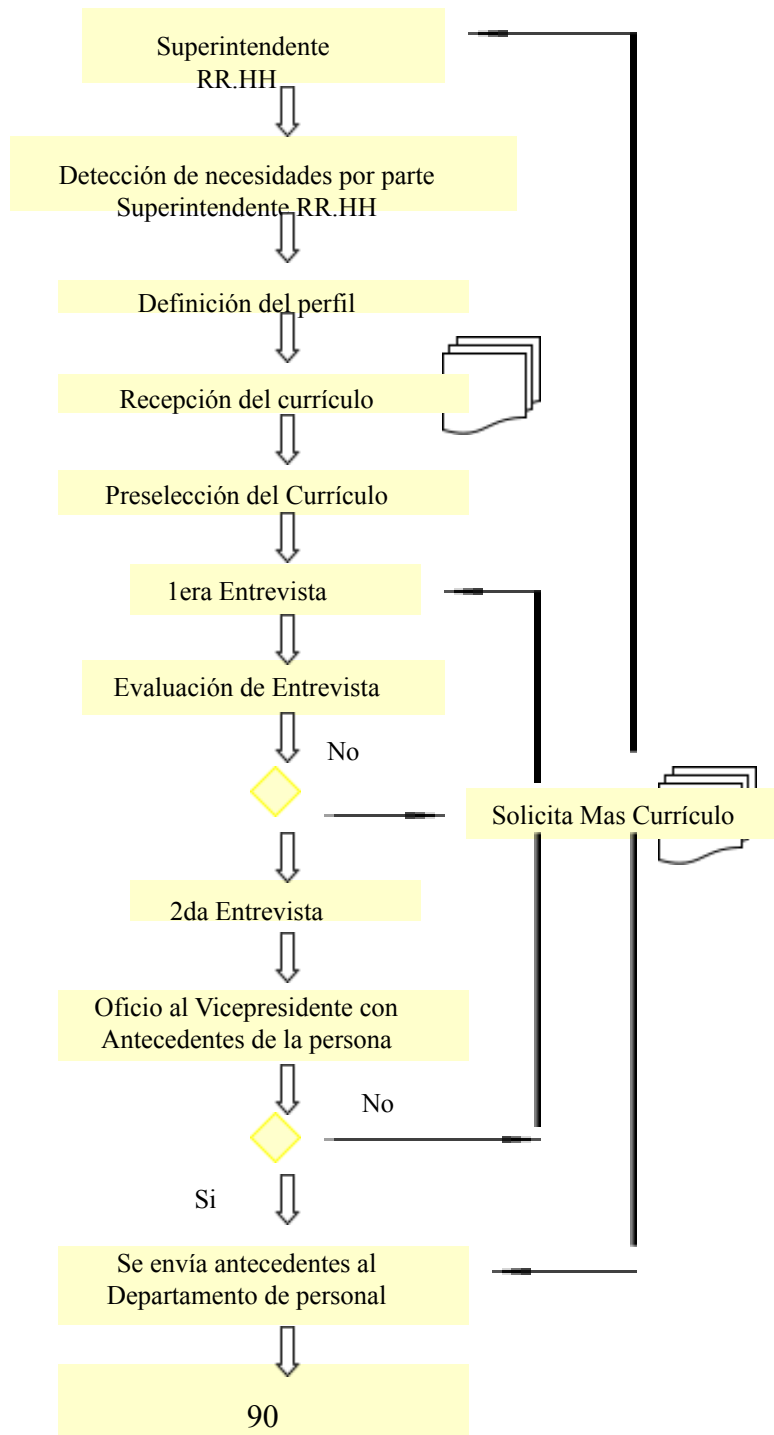 Superintendente
RR.HH
Detección de necesidades por parte
Superintendente RR.HH
Definición del perfil
Recepción del currículo
Preselección del Currículo
1era Entrevista
Evaluación de Entrevista
No
Solicita Mas Currículo
2da Entrevista
Oficio al Vicepresidente con
Antecedentes de la persona
No
Si
Se envía antecedentes al
Departamento de personal
90